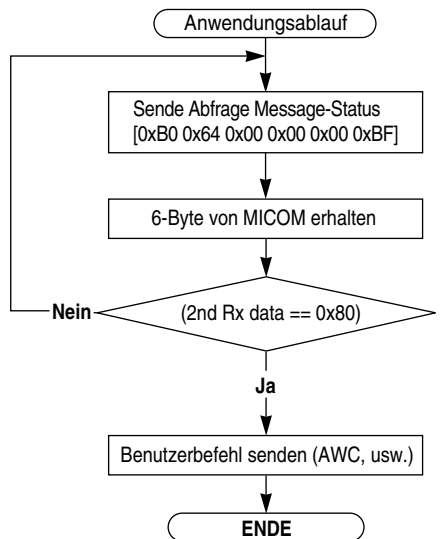 Anwendungsablauf
Sende Abfrage Message-Status
[0xB0 0x64 0x00 0x00 0x00 0xBF]
6-Byte von MICOM erhalten
Nein
(2nd Rx data == 0x80)
Ja
Benutzerbefehl senden (AWC, usw.)
ENDE